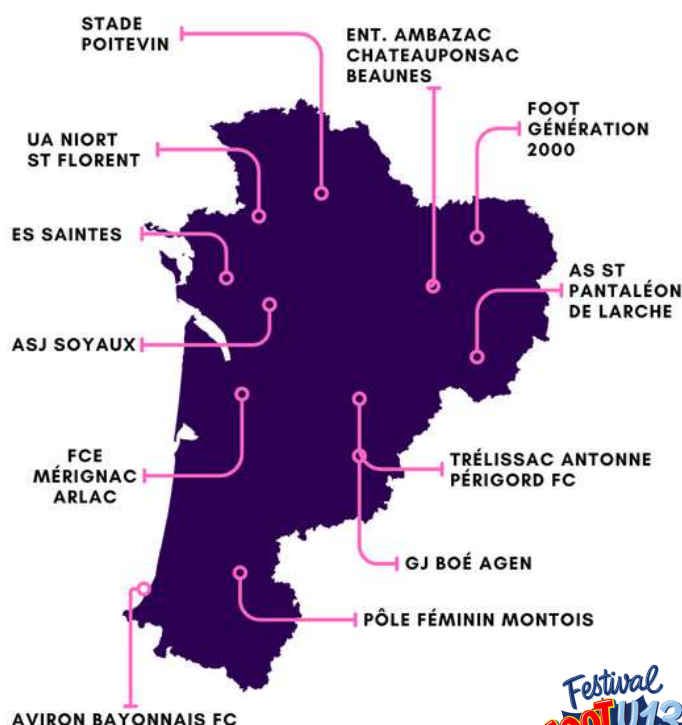 STADE
POITEVIN
ENT. AMBAZAC
CHATEAUPONSAC
BEAUNES
FOOT
GÉNÉRATION
2000
UA NIORT
ST FLORENT
ES SAINTES
AS ST
PANTALÉON
DE LARCHE
ASJ SOYAUX
FCE
MÉRIGNAC
ARLAC
TRÉLISSAC ANTONNE
PÉRIGORD FC
GJ BOÉ AGEN
PÔLE FÉMININ MONTOIS
AVIRON BAYONNAIS FC
Festival
FOOT U13